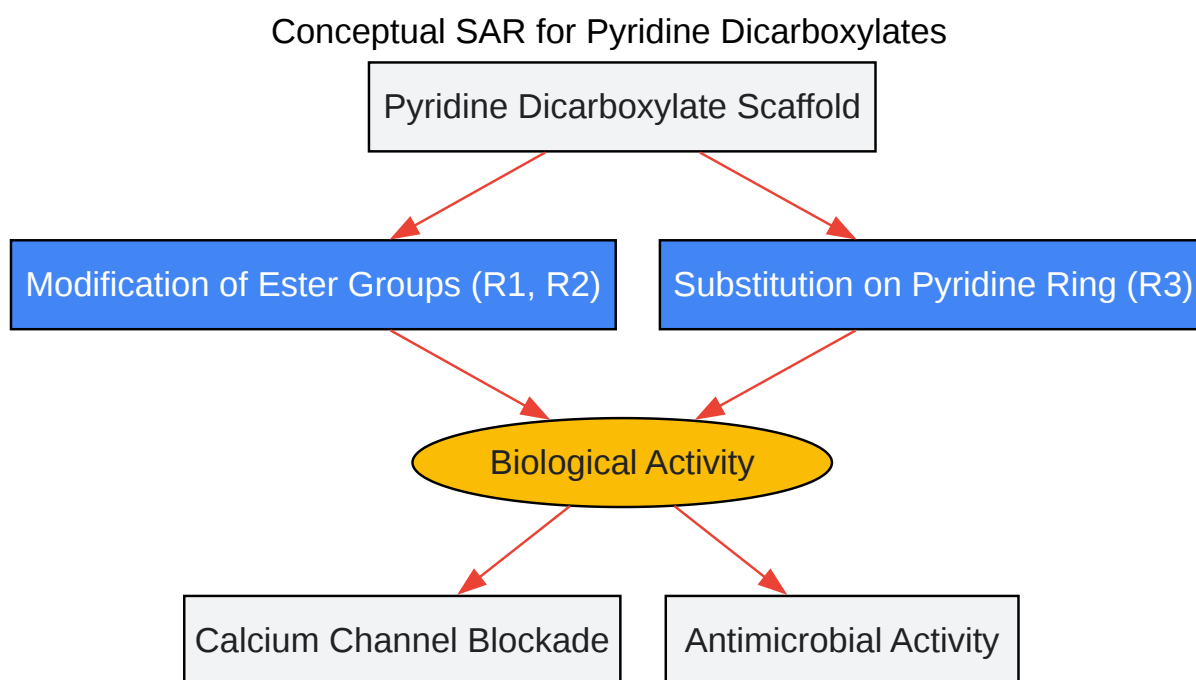 Conceptual SAR for Pyridine Dicarboxylates
Pyridine Dicarboxylate Scaffold
Modification of Ester Groups (R1, R2)
Substitution on Pyridine Ring (R3)
Biological Activity
Calcium Channel Blockade
Antimicrobial Activity